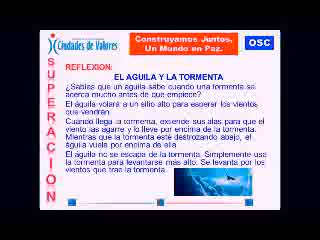 Ciudades de Valores
Construyamos Juntos,
Un Mundo en Paz.
OSC
SUPERACION
REFLEXION:
EL AGUILA Y LA TORMENTA
¿Sabías que un águila sabe cuando una tormenta se
acerca mucho antes de que empiece?
El águila volará a un sitio alto para esperar los vientos
que vendrán.
Cuando llega la tormenta, extiende sus alas para que el
viento las agarre y lo lleve por encima de la tormenta.
Mientras que la tormenta esté destrozando abajo, el
águila vuela por encima de ella
El águilo no se escapa de la tormenta. Simplemente usa
la tormenta para levantarse más alto. Se levanta por los
vientos que trae la tormenta.